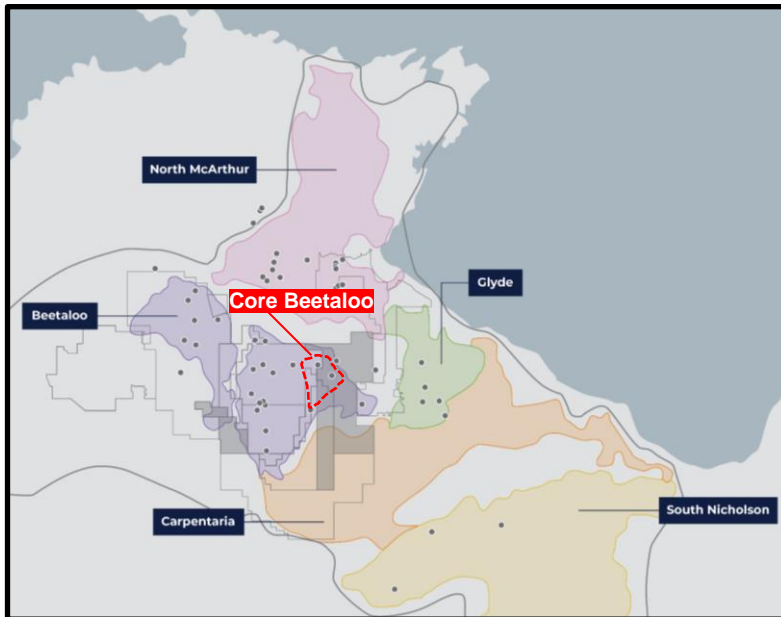 North McArthur
Glyde
Core Beetaloo
Beetaloo
Carpentaria
South Nicholson